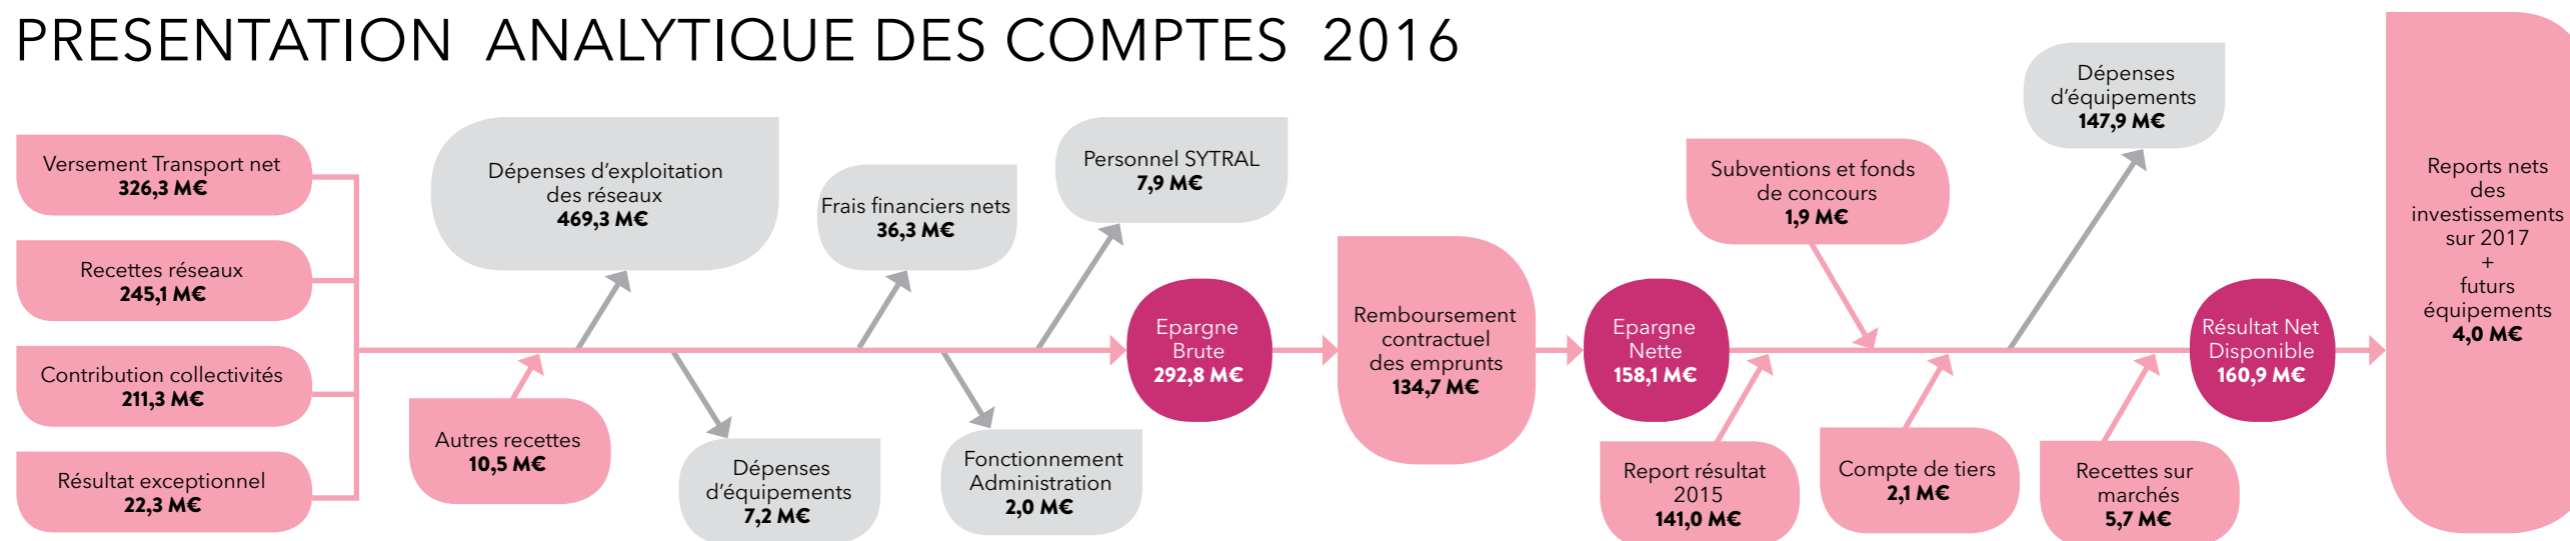 PRESENTATION ANALYTIQUE DES COMPTES 2016
Versement Transport net
326,3 M€
Recettes réseaux
245,1 M€
Contribution collectivités
211,3 M€
Résultat exceptionnel
22,3 M€
Autres recettes
10,5 M€
Dépenses d'exploitation
des réseaux
469,3 M€
Dépenses
d'équipements
7,2 M€
Frais financiers nets
36,3 M€
Fonctionnement
Administration
2,0 M€
Personnel SYTRAL
7,9 M€
Epargne
Brute
292,8 M€
Remboursement
contractuel
des emprunts
134,7 M€
Epargne
Nette
158,1 M€
Report résultat
2015
141,0 M€
Subventions et fonds
de concours
1,9 M€
Compte de tiers
2,1 M€
Dépenses
d'équipements
147,9 M€
Recettes sur
marchés
5,7 M€
Résultat Net
Disponible
160,9 M€
Reports nets
des
investissements
sur 2017
+
futurs
équipements
4,0 M€